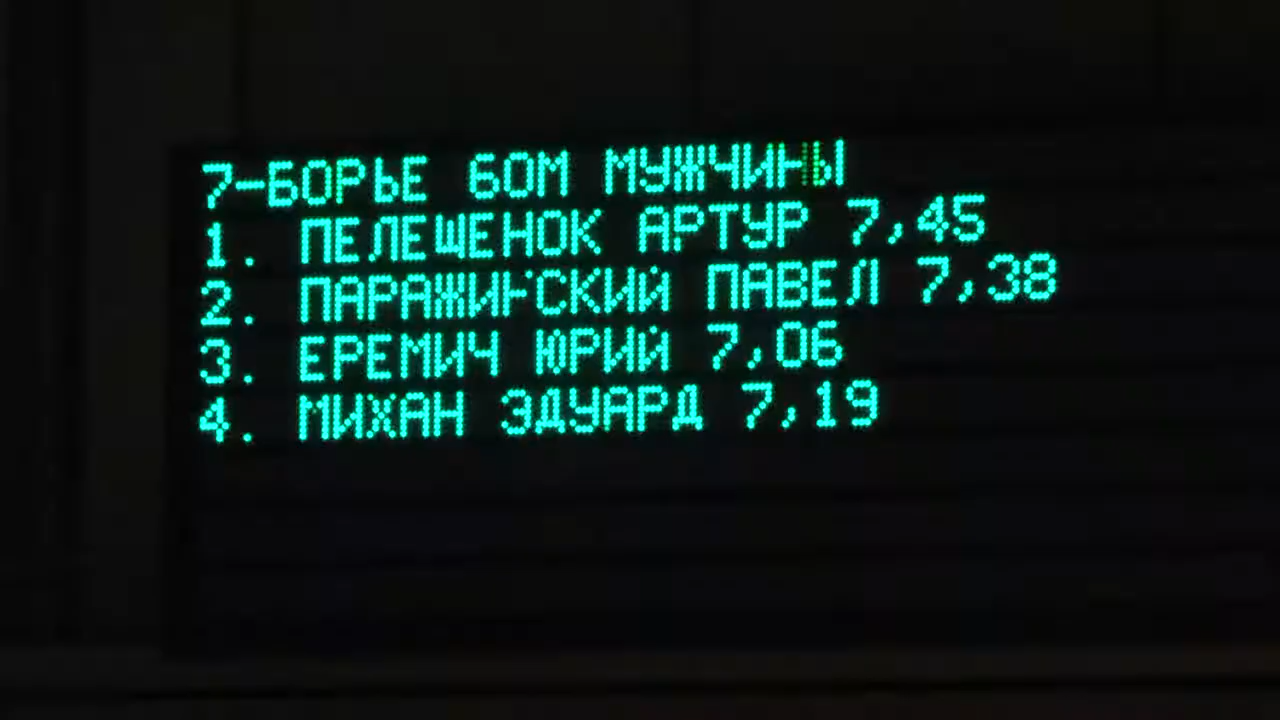 7-БОРЬЕ 60М МУЖЧИНЫ
1. ПЕЛЕЩЕНОК АРТУР 7,45
2. ПАРАЖИНСКИЙ ПАВЕЛ 7,38
3. ЕРЕМИЧ ЮРИЙ 7,06
4. МИХАН ЭДУАРД 7,19